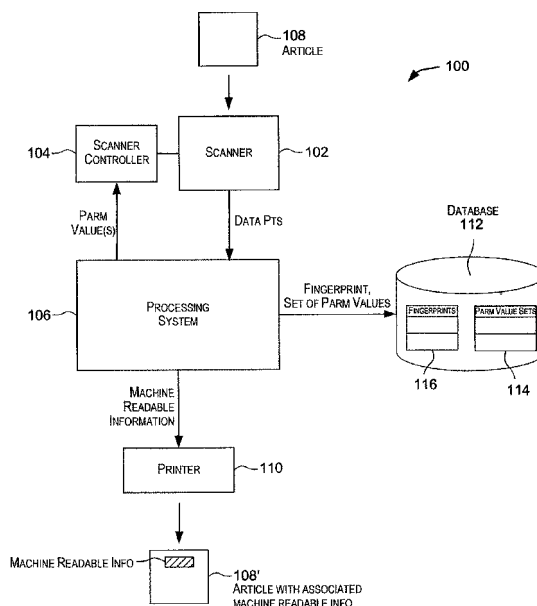 108
ARTICLE
100
104
SCANNER
CONTROLLER
SCANNER
102
PARM
VALUE(S)
DATA PTS
DATABASE
112
106
PROCESSING
SYSTEM
FINGERPRINT,
SET OF PARM VALUES
FINGERPRINTS
PARM VALUE SETS
116
114
MACHINE
READABLE
INFORMATION
PRINTER
110
MACHINE READABLE INFO
108'
ARTICLE WITH ASSOCIATED
MACHINE READABLE INFO